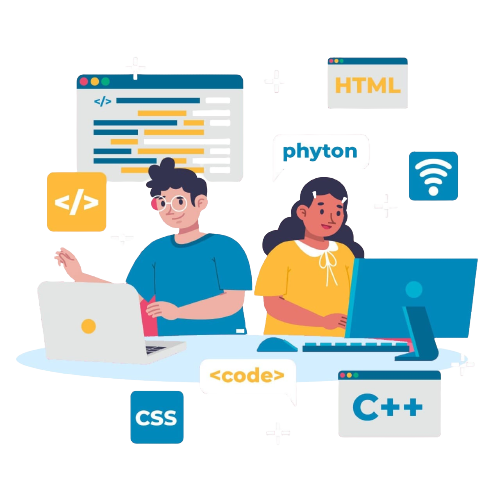 HTML
</>
phyton
</>
<code>
C++
CSS